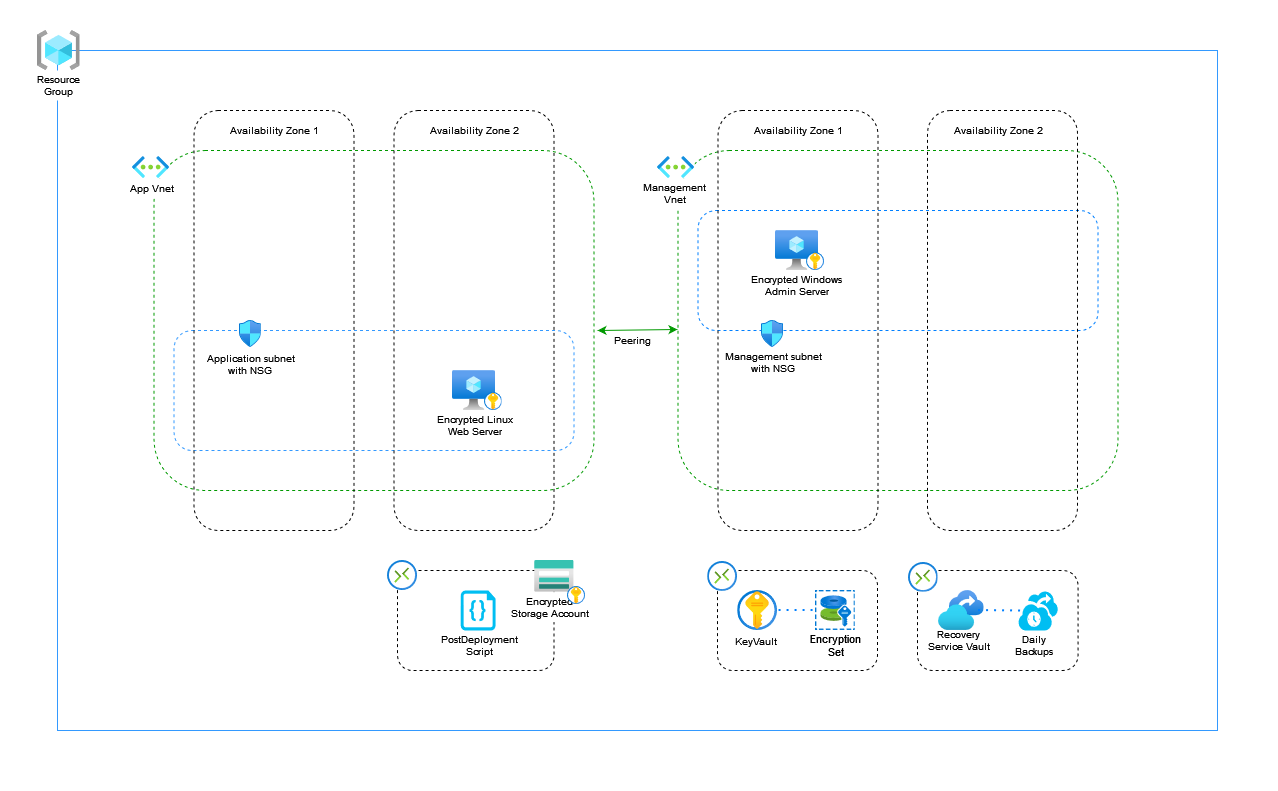 Resource
Group
Availability Zone 1
Availability Zone 2
Availability Zone 1
Availability Zone 2
App Vnet
Management
Vnet
Encrypted Windows
Admin Server
Peering
Application subnet
with NSG
Management subnet
with NSG
Encrypted Linux
Web Server
Encrypted
Storage Account
PostDeployment
Script
KeyVault
Encryption
Set
Recovery
Service Vault
Daily
Backups